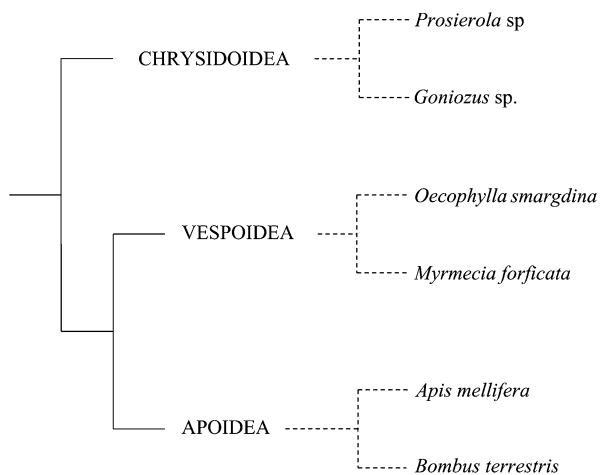 Prosierola sp
CHRYSIDOIDEA
Goniozus sp.
Oecophylla smargdina
VESPOIDEA
Myrmecia forficata
Apis mellifera
APOIDEA
Bombus terrestris